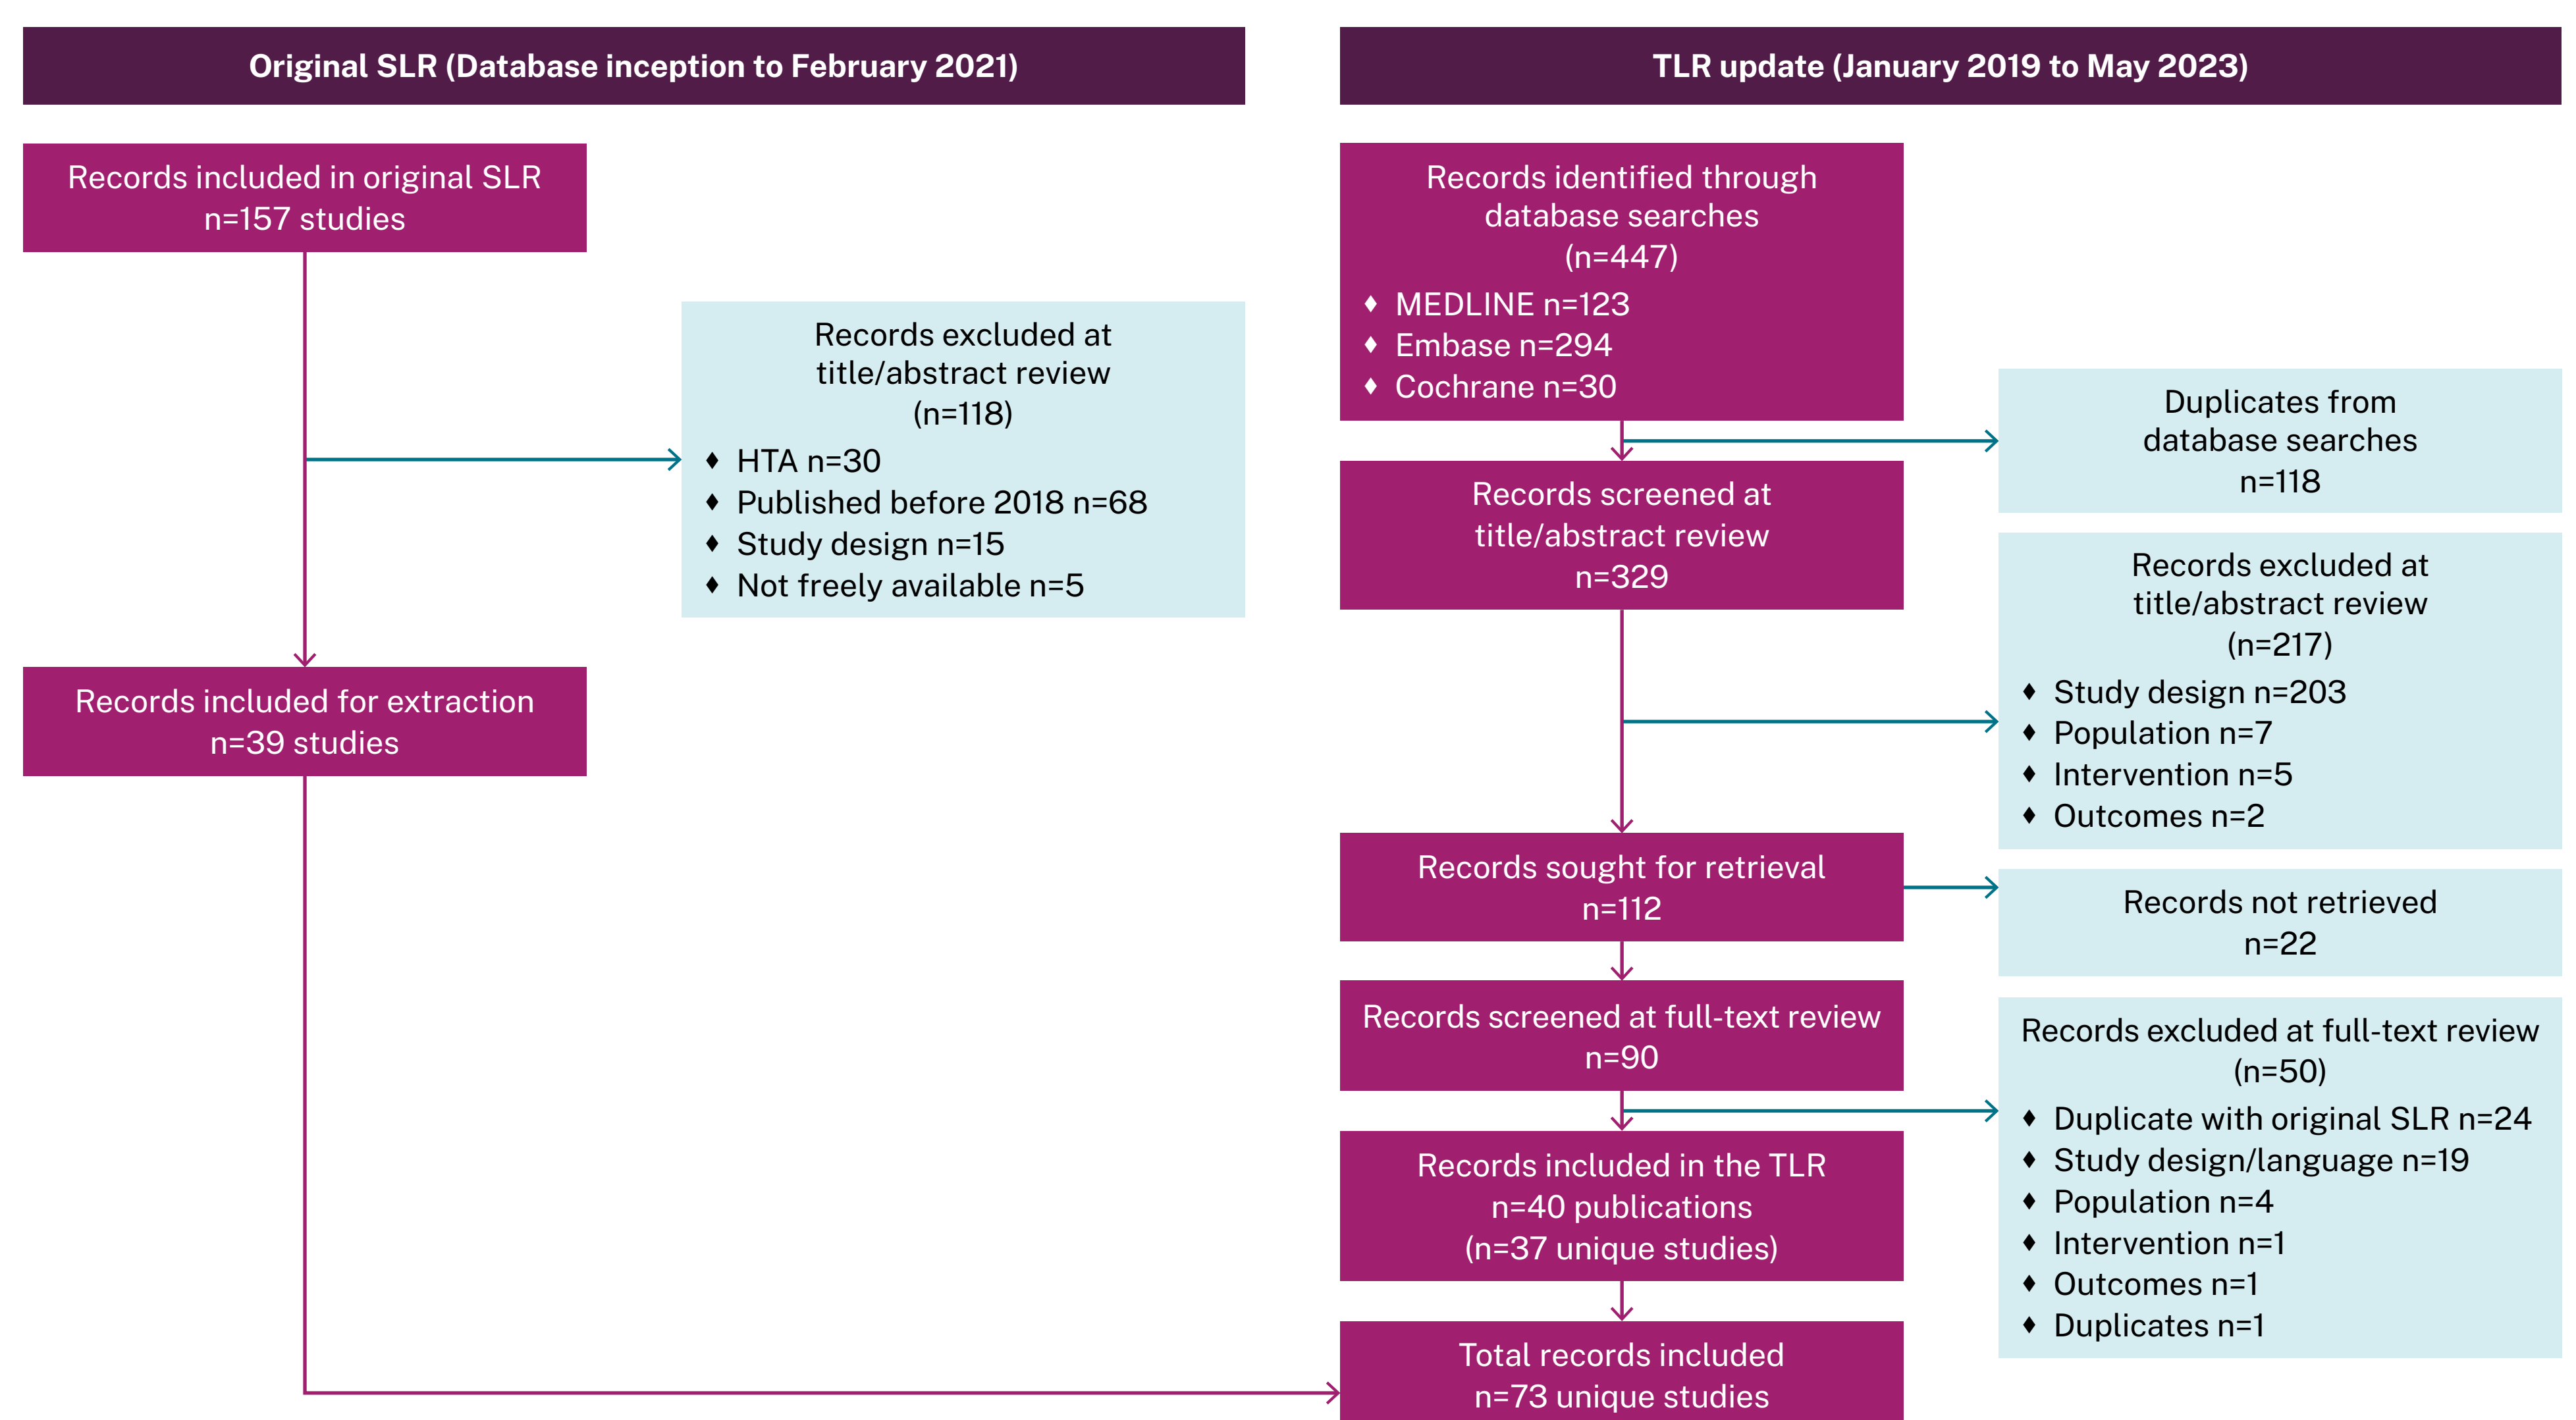 Original SLR (Database inception to February 2021)
Records included in original SLR
n=157 studies
Records excluded at
title/abstract review
(n=118)
♦ HTA n=30
♦ Published before 2018 n=68
♦ Study design n=15
♦ Not freely available n=5
Records included for extraction
n=39 studies
TLR update (January 2019 to May 2023)
Records identified through
database searches
(n=447)
♦ MEDLINE n=123
♦ Embase n=294
♦ Cochrane n=30
Duplicates from
database searches
n=118
Records screened at
title/abstract review
n=329
Records excluded at
title/abstract review
(n=217)
♦ Study design n=203
♦ Population n=7
♦ Intervention n=5
♦ Outcomes n=2
Records sought for retrieval
n=112
Records not retrieved
n=22
Records screened at full-text review
n=90
Records excluded at full-text review
(n=50)
♦ Duplicate with original SLR n=24
♦ Study design/language n=19
♦ Population n=4
♦ Intervention n=1
♦ Outcomes n=1
♦ Duplicates n=1
Records included in the TLR
n=40 publications
(n=37 unique studies)
Total records included
n=73 unique studies